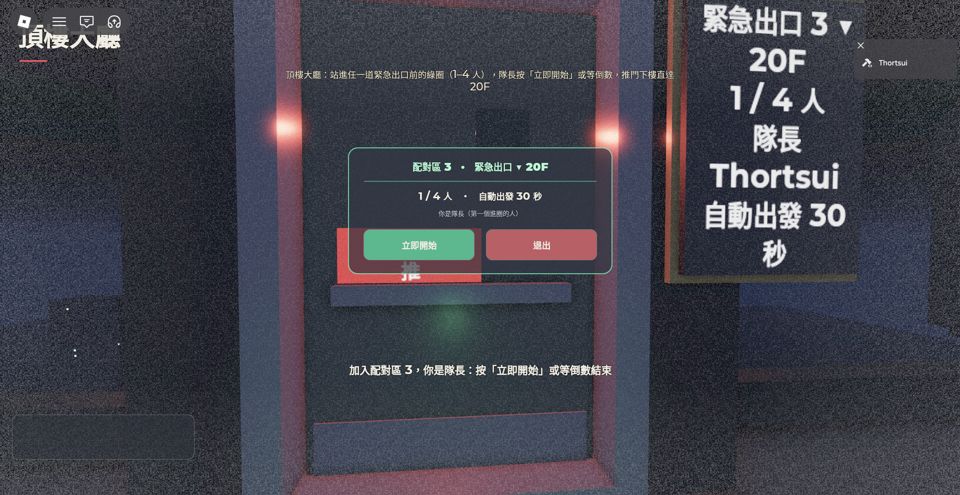 頂樓大廳
頂樓大廳：站進任一道緊急出口前的綠圈（1–4 人），隊長按「立即開始」或等倒數，推門下樓直達
20F
配對區 3 • 緊急出口 ▼ 20F
1 / 4 人 • 自動出發 30 秒
你是隊長（第一個進圈的人）
立即開始
退出
推
加入配對區 3，你是隊長：按「立即開始」或等倒數結束
緊急出口 3 ▼
20F
1 / 4 人
隊長
Thortsui
自動出發 30
秒
Thortsui